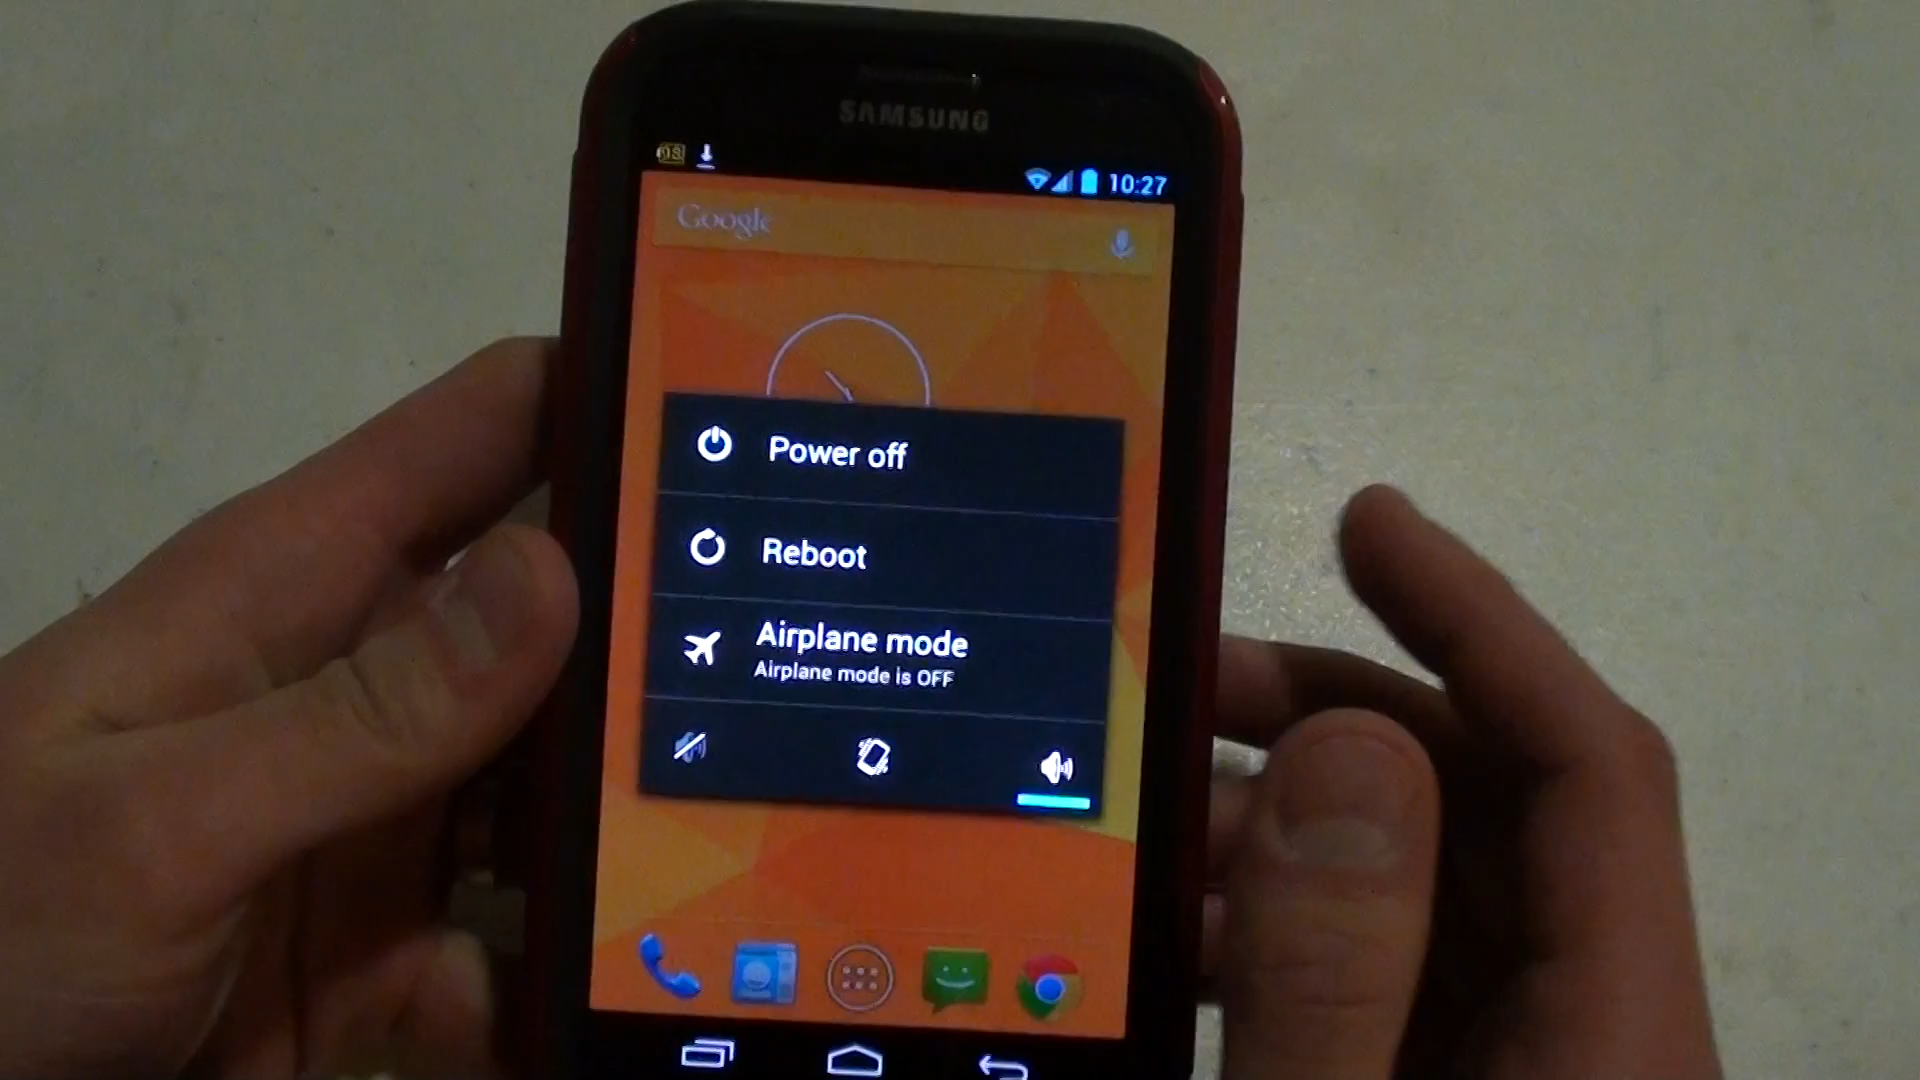 SAMSUNG
10:27
Google
Power off
Reboot
Airplane mode
Airplane mode is OFF